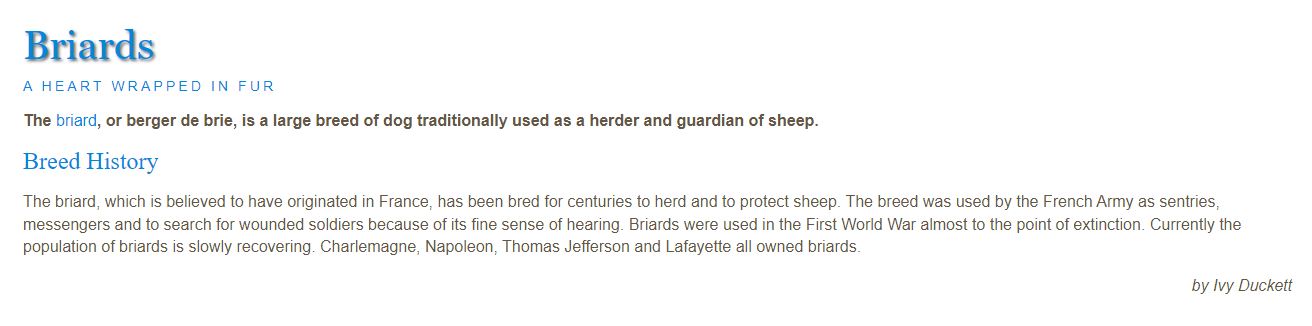 Briards
A HEART WRAPPED IN FUR
The briard, or berger de brie, is a large breed of dog traditionally used as a herder and guardian of sheep.
Breed History
The briard, which is believed to have originated in France, has been bred for centuries to herd and to protect sheep. The breed was used by the French Army as sentries,
messengers and to search for wounded soldiers because of its fine sense of hearing. Briards were used in the First World War almost to the point of extinction. Currently the
population of briards is slowly recovering. Charlemagne, Napoleon, Thomas Jefferson and Lafayette all owned briards.
by Ivy Duckett